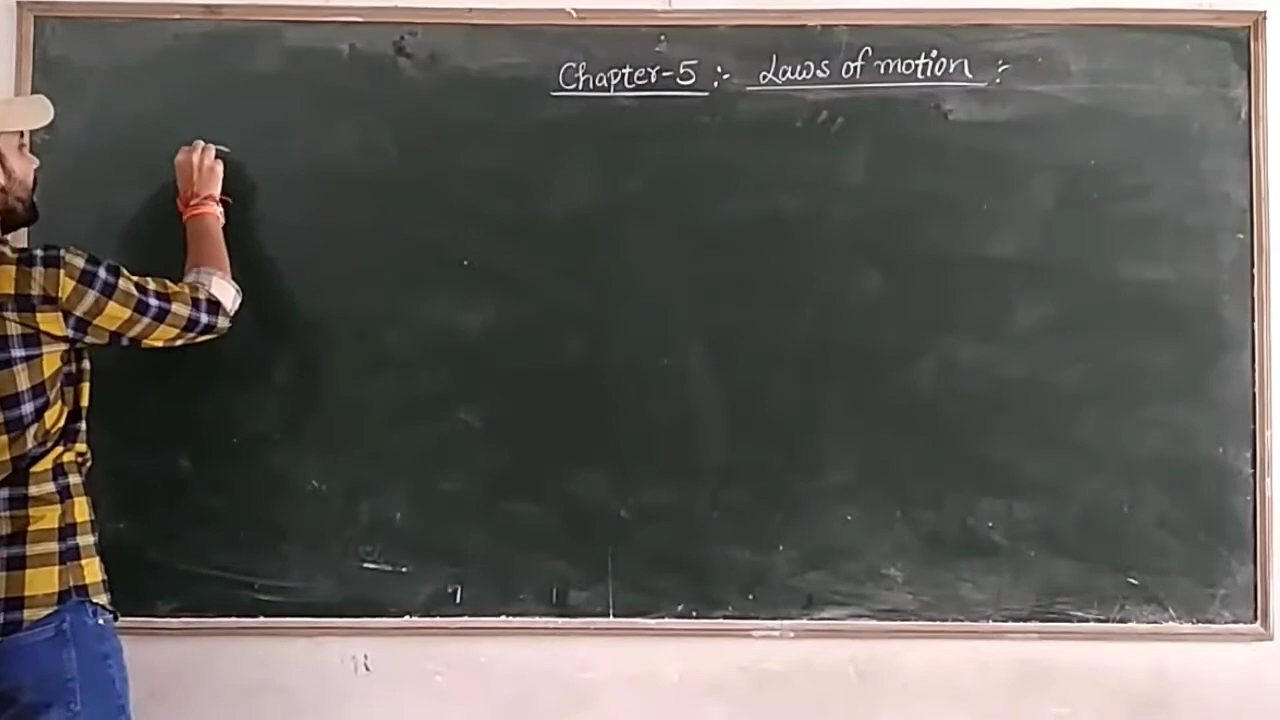 Chapter-5 :- Laws of motion :-